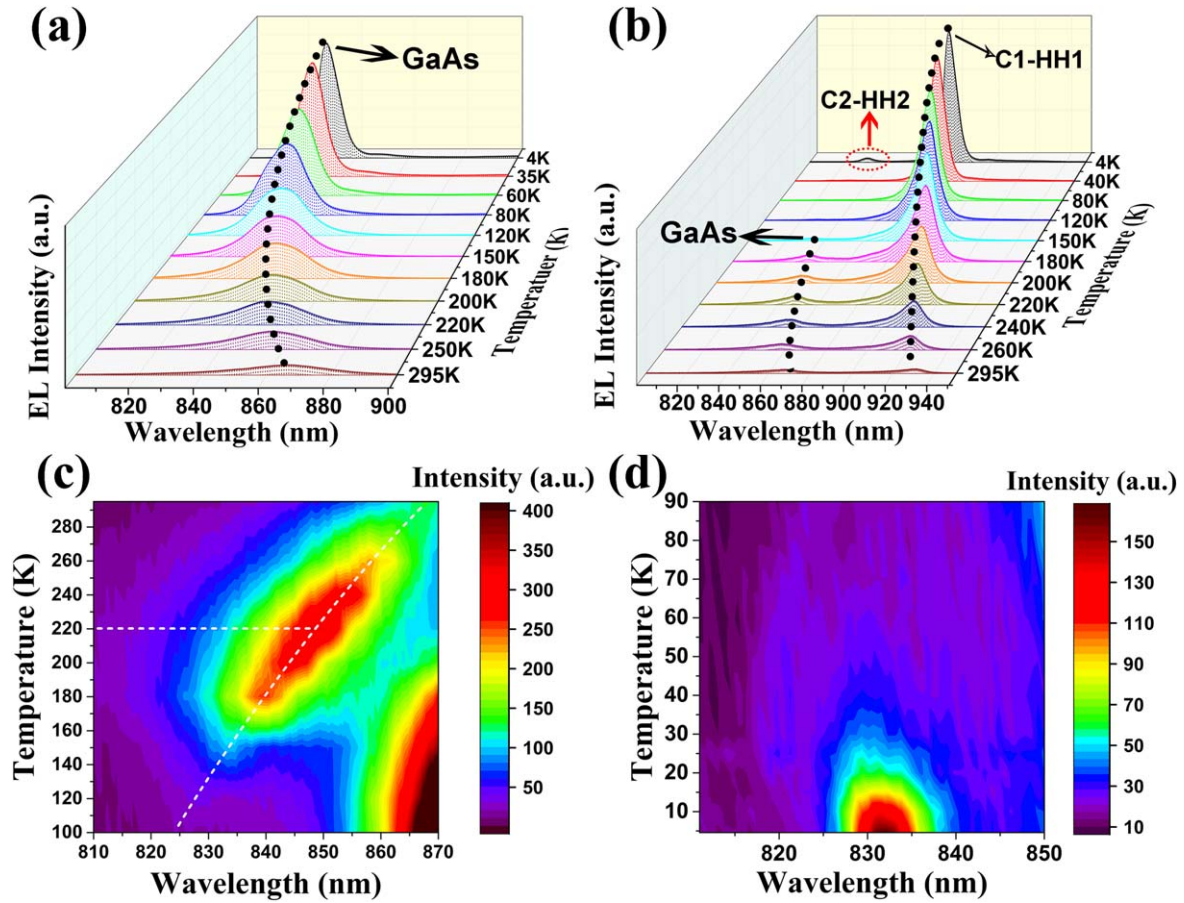 (a)
GaAs
4K
35K
60K
80K
120K
150K
180K
200K
220K
250K
295K
Temperatuer (K)
EL Intensity (a.u.)
820 840 860 880 900
Wavelength (nm)
(b)
C1-HH1
C2-HH2
GaAs
4K
40K
80K
120K
150K
180K
200K
220K
240K
260K
295K
Temperature (K)
EL Intensity (a.u.)
820 840 860 880 900 920 940
Wavelength (nm)
(c)
Intensity (a.u.)
280
260
240
220
200
180
160
140
120
100
Temperature (K)
810 820 830 840 850 860 870
Wavelength (nm)
400
350
300
250
200
150
100
50
(d)
Intensity (a.u.)
90
80
70
60
50
40
30
20
10
Temperature (K)
820 830 840 850
Wavelength (nm)
150
130
110
90
70
50
30
10